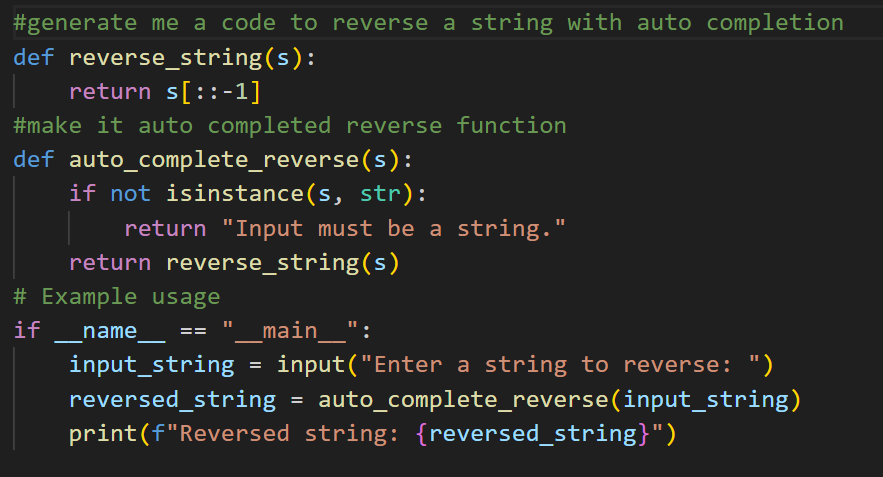 #generate me a code to reverse a string with auto completion
def reverse_string(s):
    return s[::-1]
#make it auto completed reverse function
def auto_complete_reverse(s):
    if not isinstance(s, str):
        return "Input must be a string."
    return reverse_string(s)
# Example usage
if __name__ == "__main__":
    input_string = input("Enter a string to reverse: ")
    reversed_string = auto_complete_reverse(input_string)
    print(f"Reversed string: {reversed_string}")